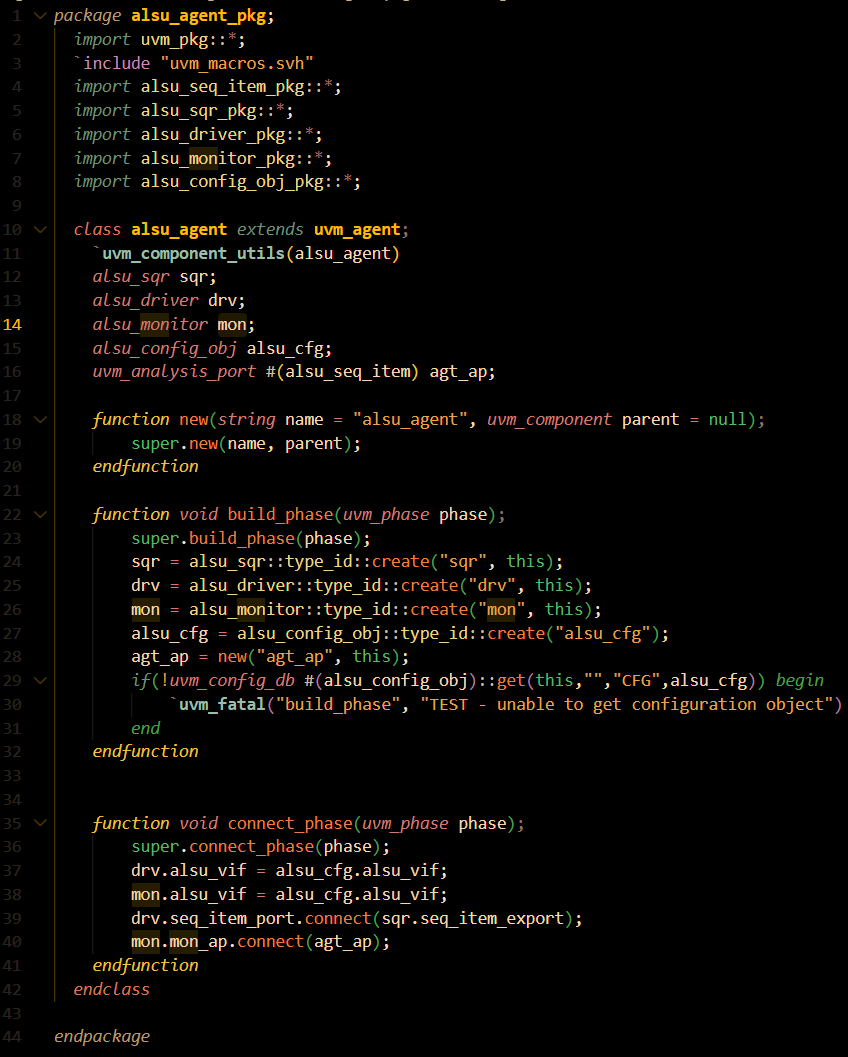 1 package alsu_agent_pkg;
2 import uvm_pkg::*;
3 `include "uvm_macros.svh"
4 import alsu_seq_item_pkg::*;
5 import alsu_sqr_pkg::*;
6 import alsu_driver_pkg::*;
7 import alsu_monitor_pkg::*;
8 import alsu_config_obj_pkg::*;
9
10 class alsu_agent extends uvm_agent;
11 `uvm_component_utils(alsu_agent)
12 alsu_sqr sqr;
13 alsu_driver drv;
14 alsu_monitor mon;
15 alsu_config_obj alsu_cfg;
16 uvm_analysis_port #(alsu_seq_item) agt_ap;
17
18 function new(string name = "alsu_agent", uvm_component parent = null);
19 super.new(name, parent);
20 endfunction
21
22 function void build_phase(uvm_phase phase);
23 super.build_phase(phase);
24 sqr = alsu_sqr::type_id::create("sqr", this);
25 drv = alsu_driver::type_id::create("drv", this);
26 mon = alsu_monitor::type_id::create("mon", this);
27 alsu_cfg = alsu_config_obj::type_id::create("alsu_cfg");
28 agt_ap = new("agt_ap", this);
29 if(!uvm_config_db #(alsu_config_obj)::get(this,"","CFG",alsu_cfg)) begin
30 `uvm_fatal("build_phase", "TEST - unable to get configuration object")
31 end
32 endfunction
33
34
35 function void connect_phase(uvm_phase phase);
36 super.connect_phase(phase);
37 drv.alsu_vif = alsu_cfg.alsu_vif;
38 mon.alsu_vif = alsu_cfg.alsu_vif;
39 drv.seq_item_port.connect(sqr.seq_item_export);
40 mon.mon_ap.connect(agt_ap);
41 endfunction
42 endclass
43
44 endpackage